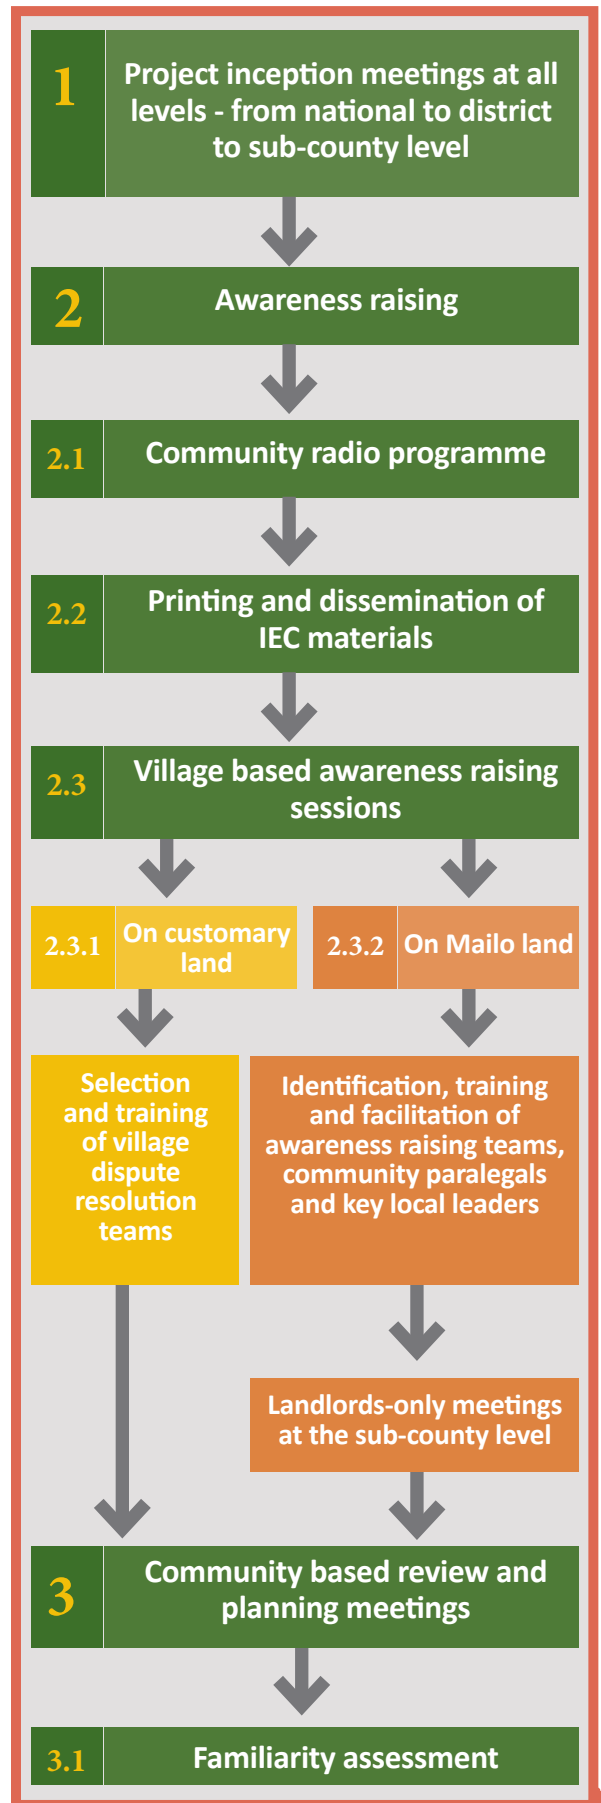 1
Project inception meetings at all
levels - from national to district
to sub-county level
2
Awareness raising
2.1
Community radio programme
2.2
Printing and dissemination of
IEC materials
2.3
Village based awareness raising
sessions
2.3.1
On customary
land
2.3.2
On Mailo land
Selection
and training
of village
dispute
resolution
teams
Identification, training
and facilitation of
awareness raising teams,
community paralegals
and key local leaders
Landlords-only meetings
at the sub-county level
3
Community based review and
planning meetings
3.1
Familiarity assessment